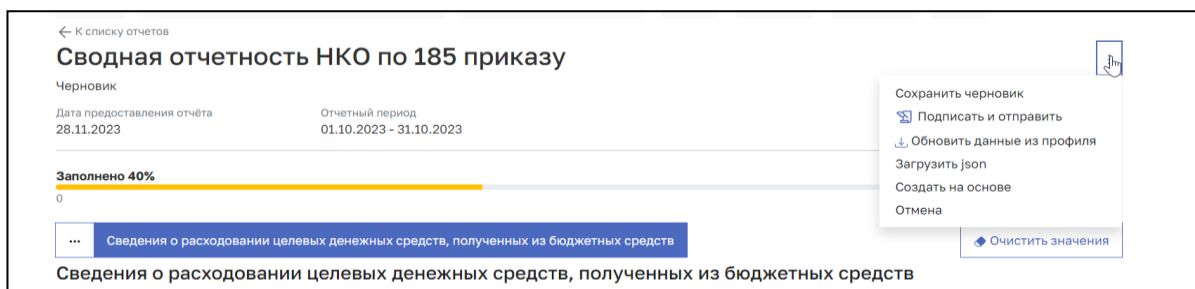 К списку отчетов
Сводная отчетность НКО по 185 приказу
Черновик
Дата предоставления отчёта
Отчетный период
28.11.2023
01.10.2023 - 31.10.2023
Сохранить черновик
Подписать и отправить
Обновить данные из профиля
Загрузить json
Создать на основе
Отмена
Заполнено 40%
0
... Сведения о расходовании целевых денежных средств, полученных из бюджетных средств
Очистить значения
Сведения о расходовании целевых денежных средств, полученных из бюджетных средств